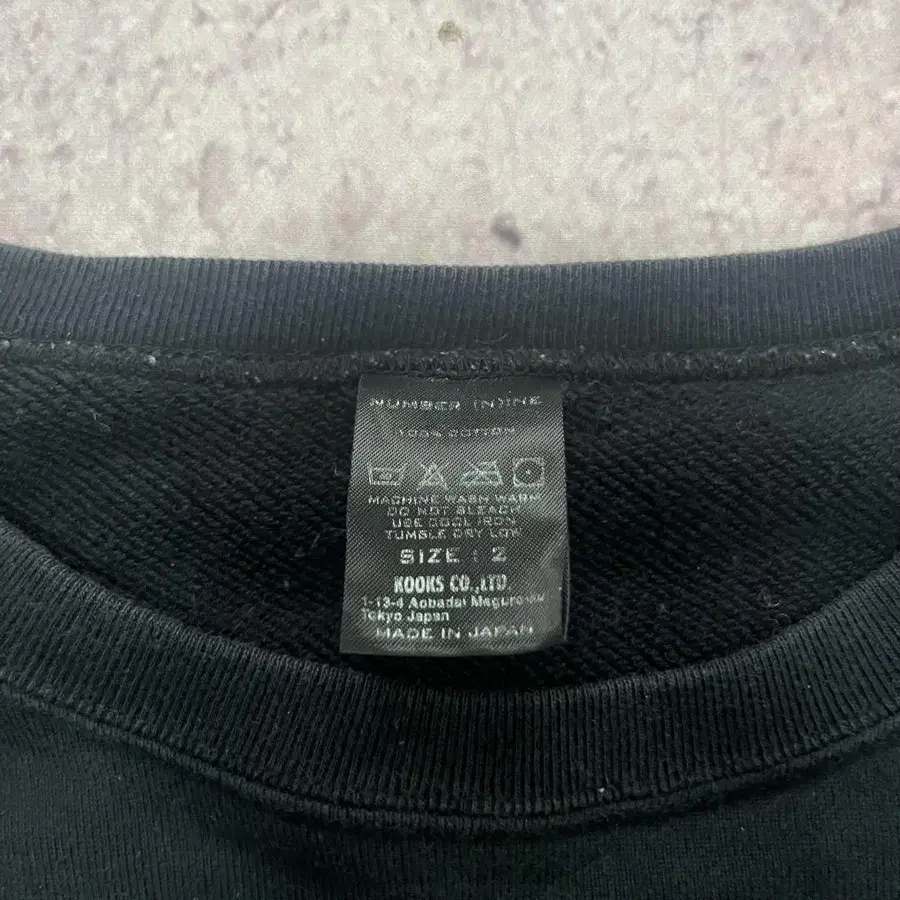 NUMBER (N)INE
100% COTTON
MACHINE WASH WARM
DO NOT BLEACH
USE COOL IRON
TUMBLE DRY LOW
SIZE : 2
KOOKS CO.,LTD.
1-13-4 Aobadai Meguro-ku
Tokyo Japan
MADE IN JAPAN